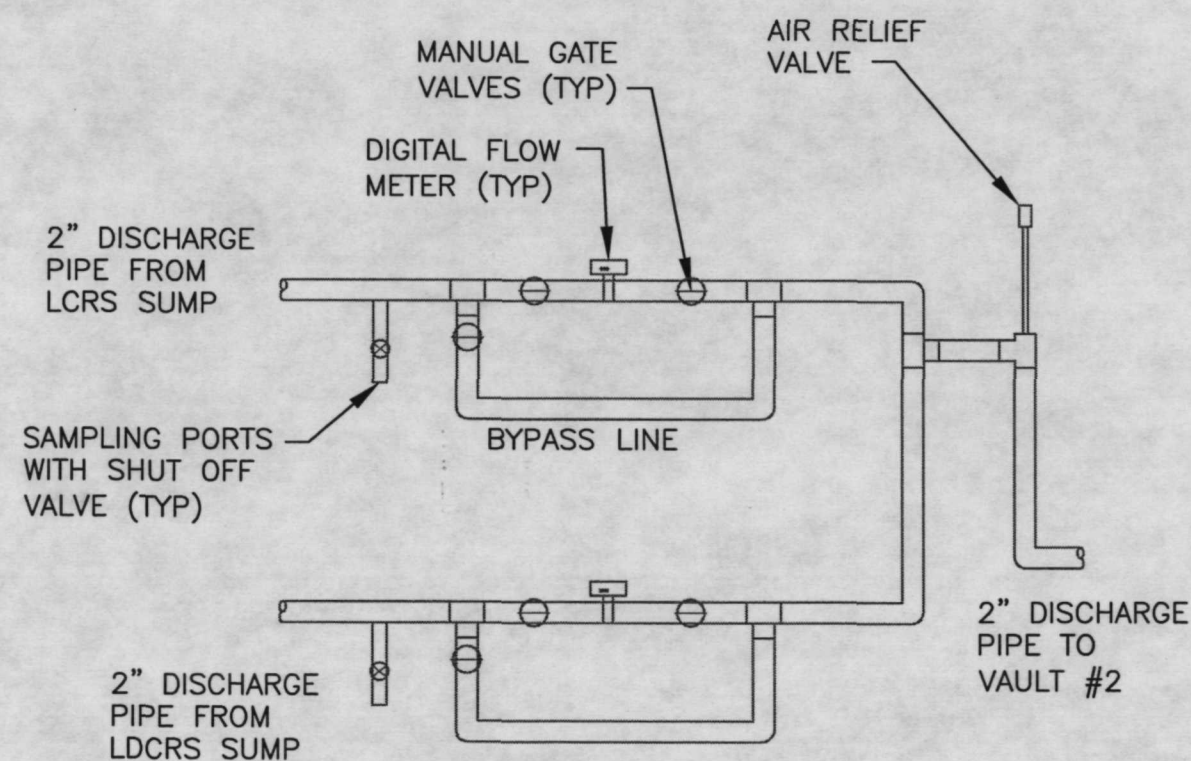 AIR RELIEF
VALVE
MANUAL GATE
VALVES (TYP)
DIGITAL FLOW
METER (TYP)
2" DISCHARGE
PIPE FROM
LCRS SUMP
SAMPLING PORTS
WITH SHUT OFF
VALVE (TYP)
BYPASS LINE
2" DISCHARGE
PIPE TO
VAULT #2
2" DISCHARGE
PIPE FROM
LDCRS SUMP